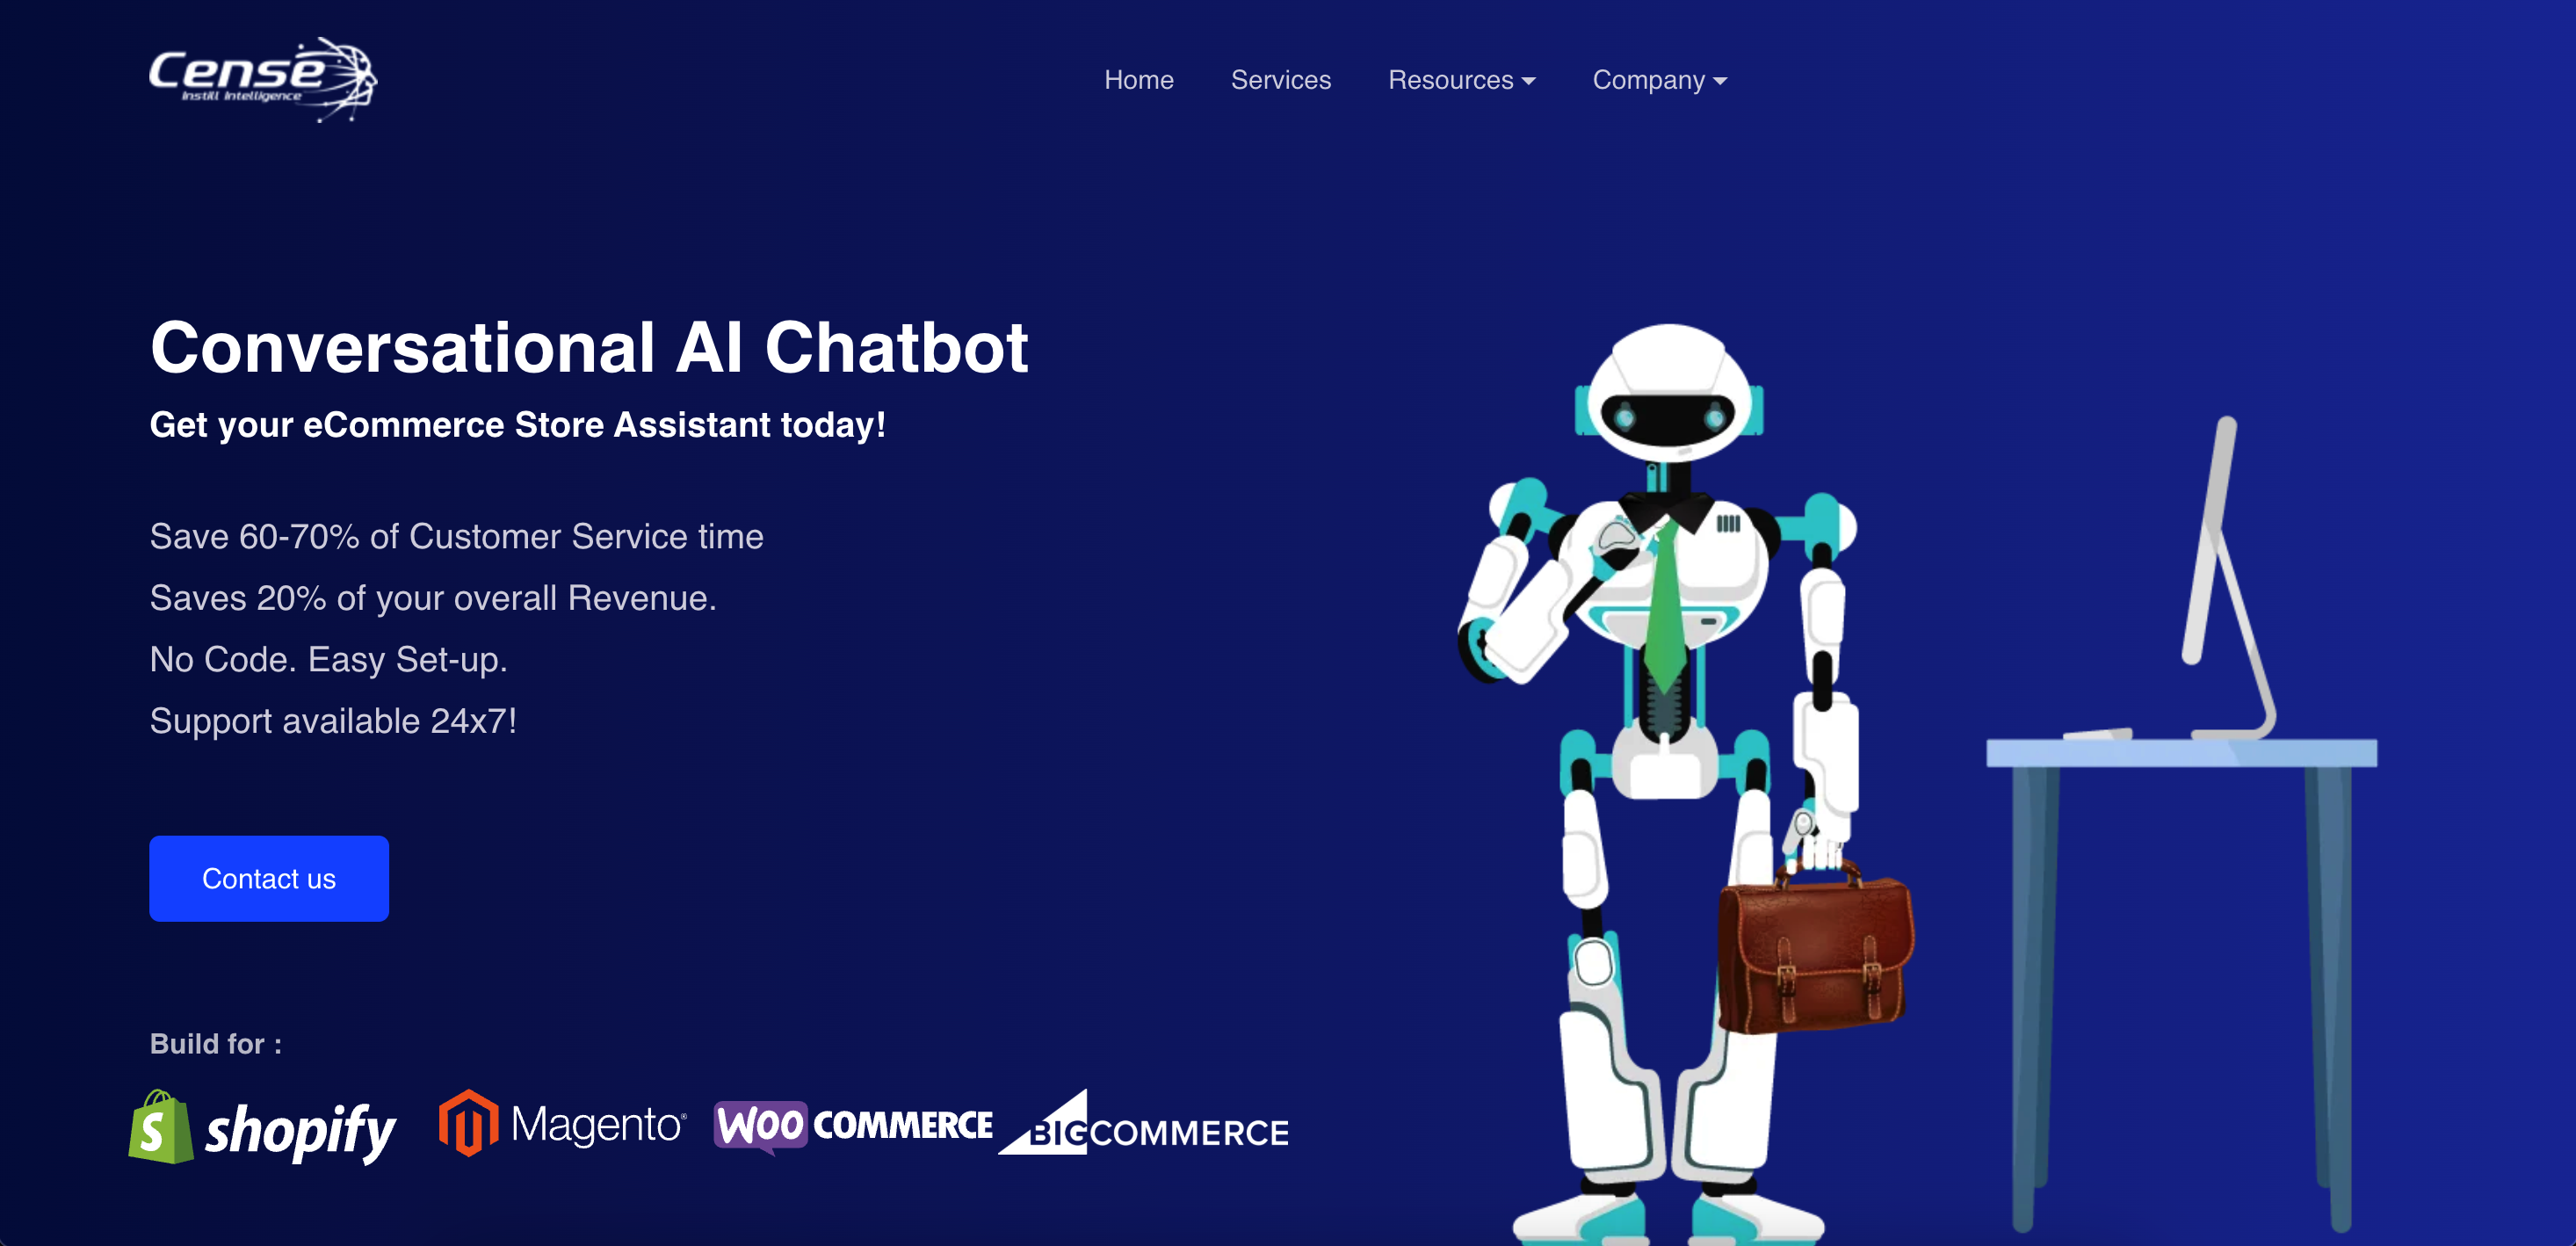 Cense
Instill Intelligence
Home Services Resources Company
Conversational AI Chatbot
Get your eCommerce Store Assistant today!
Save 60-70% of Customer Service time
Saves 20% of your overall Revenue.
No Code. Easy Set-up.
Support available 24x7!
Contact us
Build for :
S shopify Magento® WOO COMMERCE BIGCOMMERCE